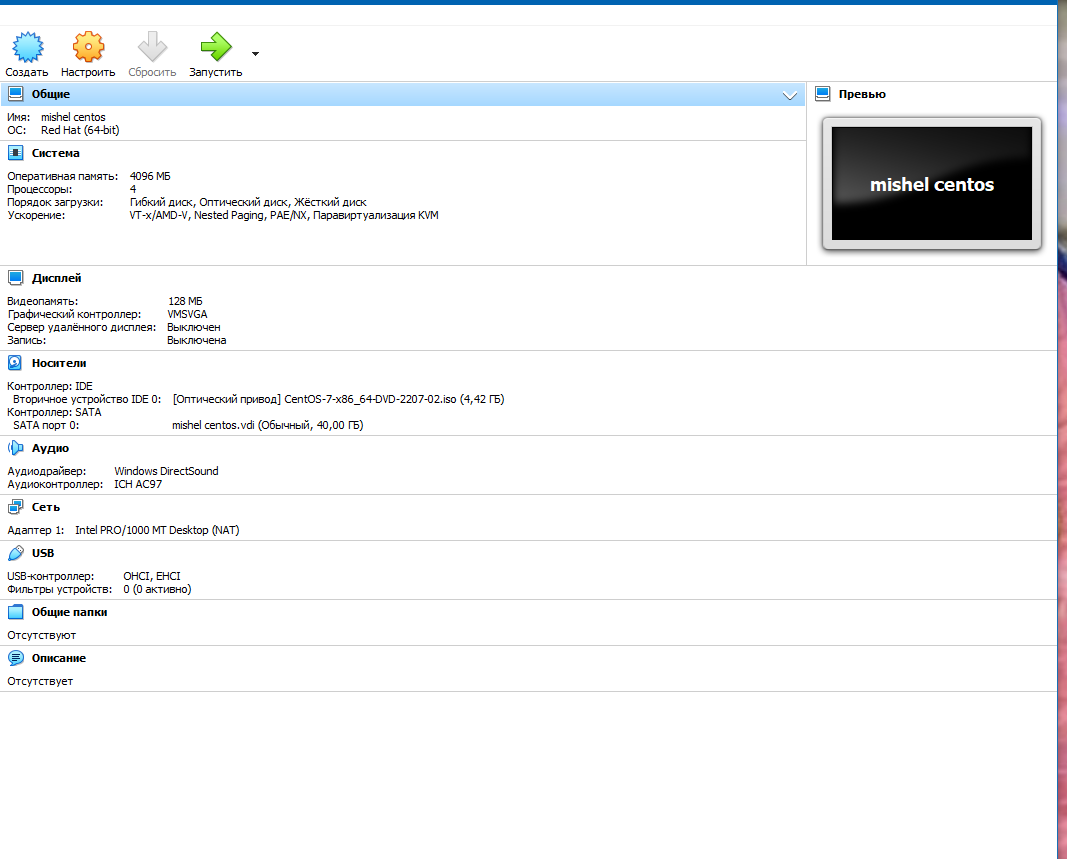 Создать Настроить Сбросить Запустить
Общие
Имя: mishel centos
ОС: Red Hat (64-bit)
Превью
mishel centos
Система
Оперативная память: 4096 МБ
Процессоры: 4
Порядок загрузки: Гибкий диск, Оптический диск, Жёсткий диск
Ускорение: VT-x/AMD-V, Nested Paging, PAE/NX, Паравиртуализация KVM
Дисплей
Видеопамять: 128 МБ
Графический контроллер: VMSVGA
Сервер удалённого дисплея: Выключен
Запись: Выключена
Носители
Контроллер: IDE
Вторичное устройство IDE 0: [Оптический привод] CentOS-7-x86_64-DVD-2207-02.iso (4,42 ГБ)
Контроллер: SATA
SATA порт 0: mishel centos.vdi (Обычный, 40,00 ГБ)
Аудио
Аудиодрайвер: Windows DirectSound
Аудиоконтроллер: ICH AC97
Сеть
Адаптер 1: Intel PRO/1000 MT Desktop (NAT)
USB
USB-контроллер: OHCI, EHCI
Фильтры устройств: 0 (0 активно)
Общие папки
Отсутствуют
Описание
Отсутствует